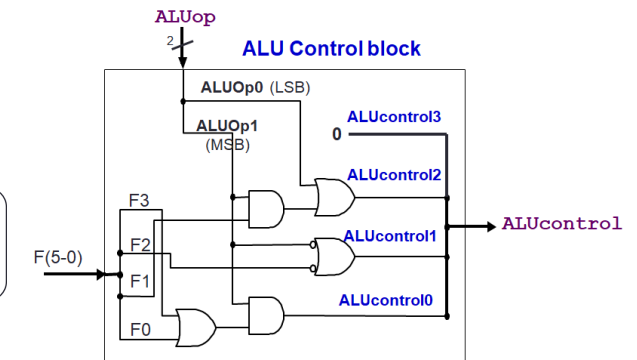 ALUop
2
ALU Control block
ALUOp0 (LSB)
ALUcontrol3
ALUOp1
0
(MSB)
ALUcontrol2
F3
ALUcontrol
F2
ALUcontrol1
F(5-0)
F1
ALUcontrol0
F0